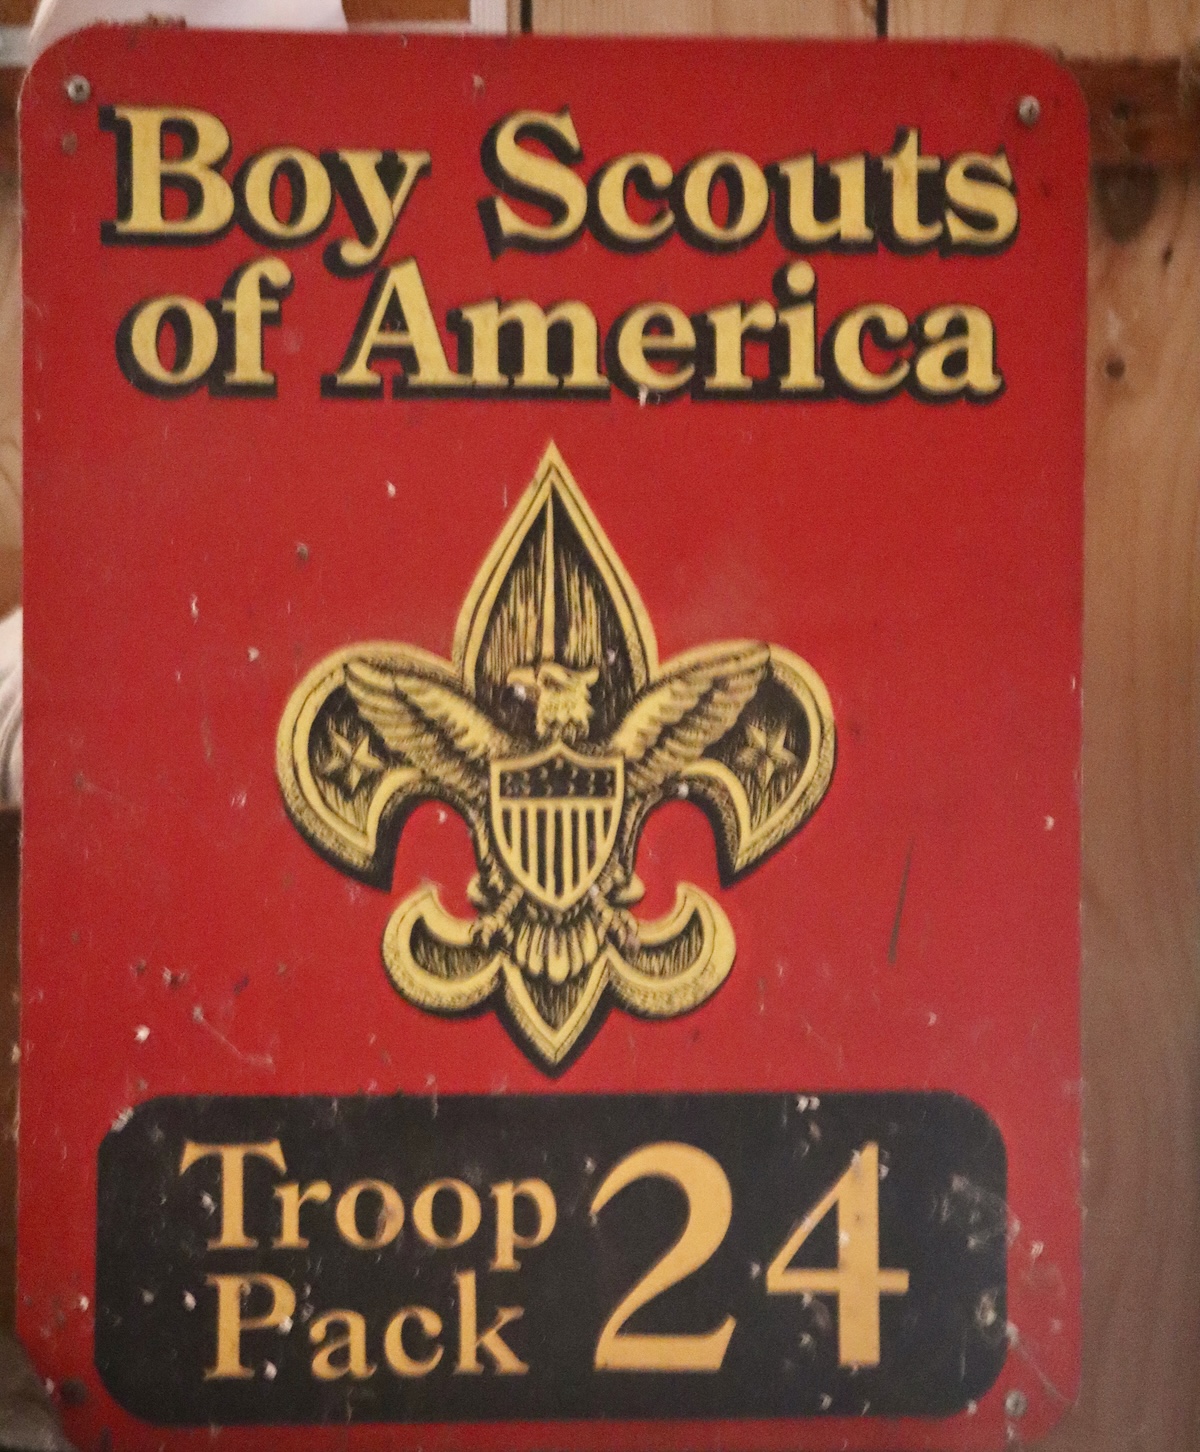 Boy Scouts
of America
Troop
Pack
24